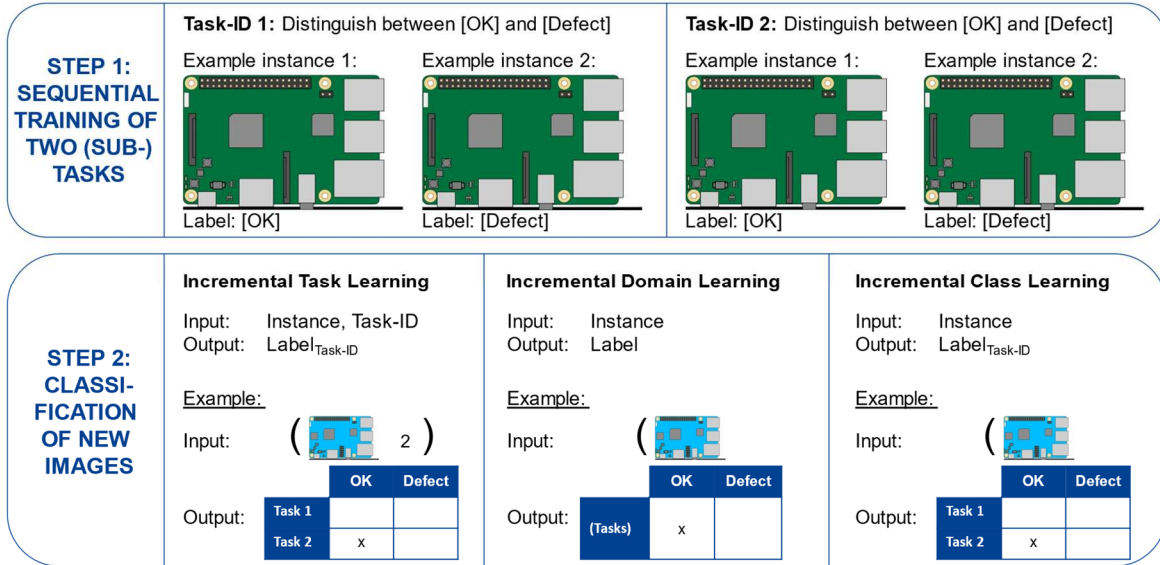 STEP 1:
SEQUENTIAL
TRAINING OF
TWO (SUB-)
TASKS
Task-ID 1: Distinguish between [OK] and [Defect]
Example instance 1:
Example instance 2:
Label: [OK]
Label: [Defect]
Task-ID 2: Distinguish between [OK] and [Defect]
Example instance 1:
Example instance 2:
Label: [OK]
Label: [Defect]
STEP 2:
CLASSI-
FICATION
OF NEW
IMAGES
Incremental Task Learning
Input: Instance, Task-ID
Output: Label Task-ID
Example:
Input: ( 2 )
Output:
OK Defect
Task 1
Task 2 x
Incremental Domain Learning
Input: Instance
Output: Label
Example:
Input: (
Output:
OK Defect
(Tasks) x
Incremental Class Learning
Input: Instance
Output: Label Task-ID
Example:
Input: (
Output:
OK Defect
Task 1
Task 2 x